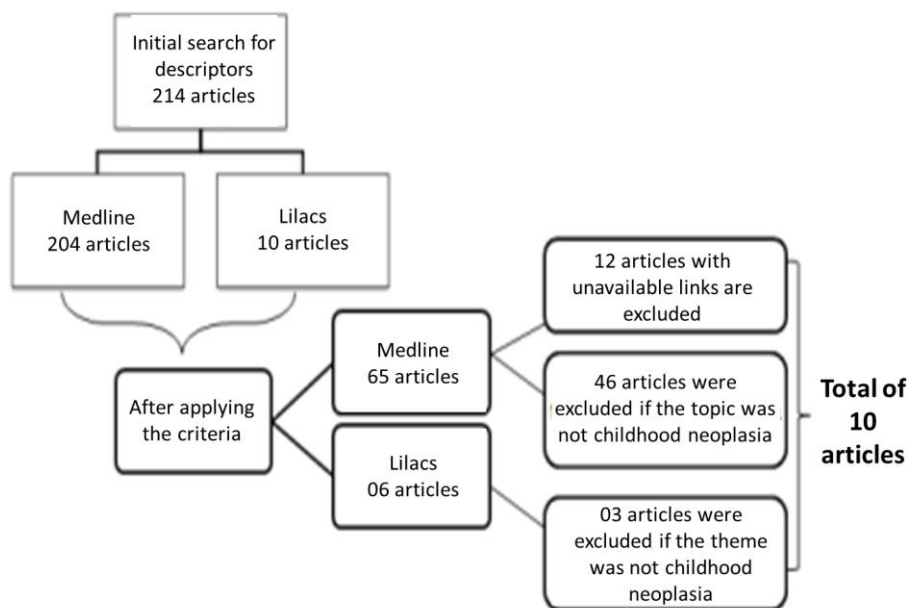 Initial search for
descriptors
214 articles
Medline
204 articles
Lilacs
10 articles
After applying
the criteria
Medline
65 articles
Lilacs
06 articles
12 articles with
unavailable links are
excluded
46 articles were
excluded if the topic was
not childhood neoplasia
03 articles were
excluded if the theme
was not childhood
neoplasia
Total of
10
articles